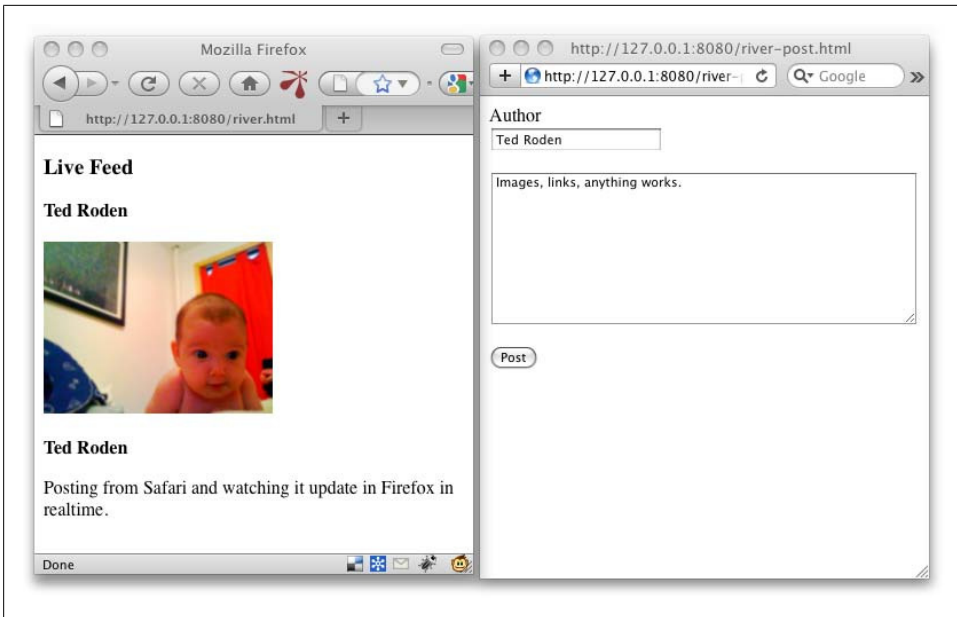 Mozilla Firefox
http://127.0.0.1:8080/river.html
Live Feed
Ted Roden
Ted Roden
Posting from Safari and watching it update in Firefox in
realtime.
Done
http://127.0.0.1:8080/river-post.html
http://127.0.0.1:8080/river-
Google
Author
Ted Roden
Images, links, anything works.
Post